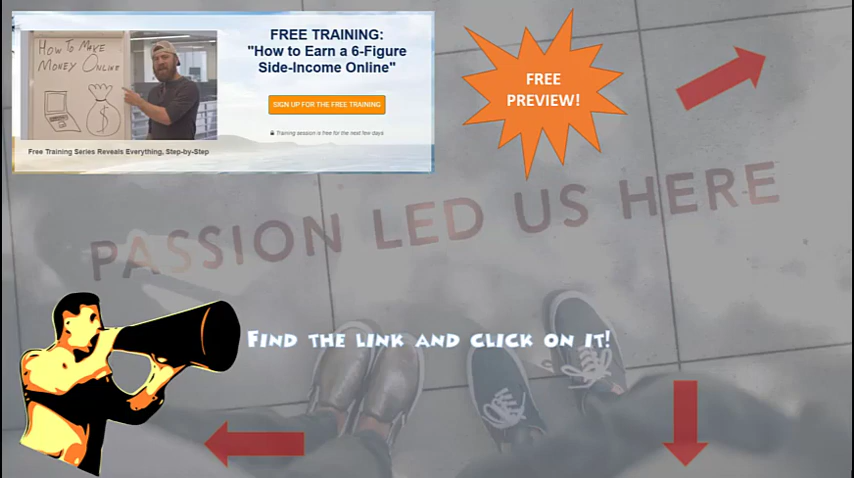 How To Make
Money Online
FREE TRAINING:
"How to Earn a 6-Figure
Side-Income Online"
SIGN UP FOR THE FREE TRAINING
Training session is free for the next few days
Free Training Series Reveals Everything, Step-by-Step
FREE
PREVIEW!
PASSION LED US HERE
$
FIND THE LINK AND CLICK ON IT!